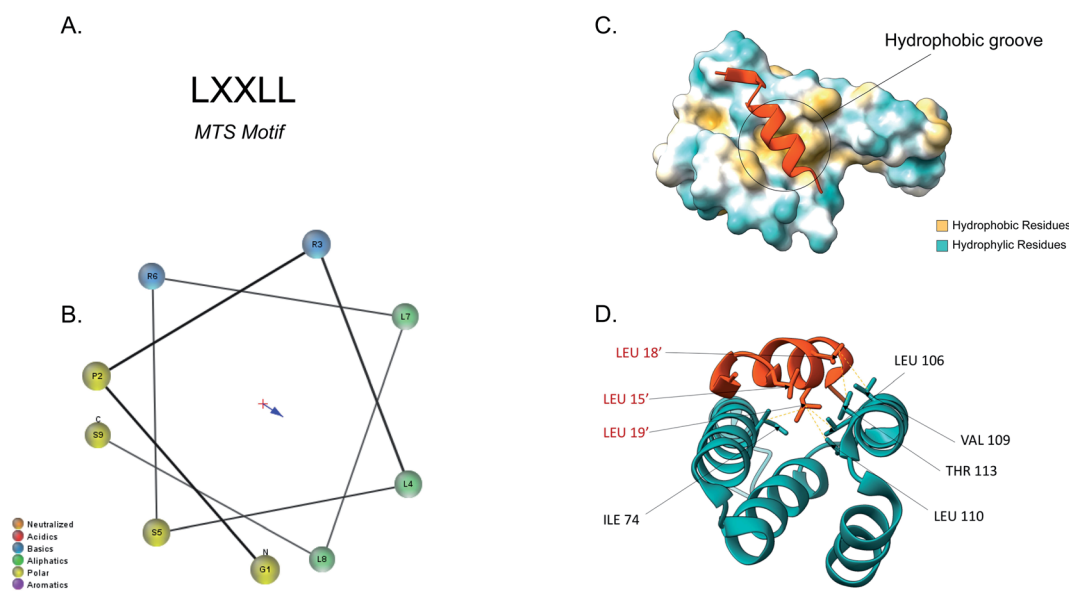 A.
LXXLL
MTS Motif
B.
R3
R6
L7
P2
C
S9
L4
S5
L8
N
G1
Neutralized
Acidics
Basics
Aliphatics
Polar
Aromatics
C.
Hydrophobic groove
Hydrophobic Residues
Hydrophylic Residues
D.
LEU 18′
LEU 15′
LEU 19′
ILE 74
LEU 106
VAL 109
THR 113
LEU 110